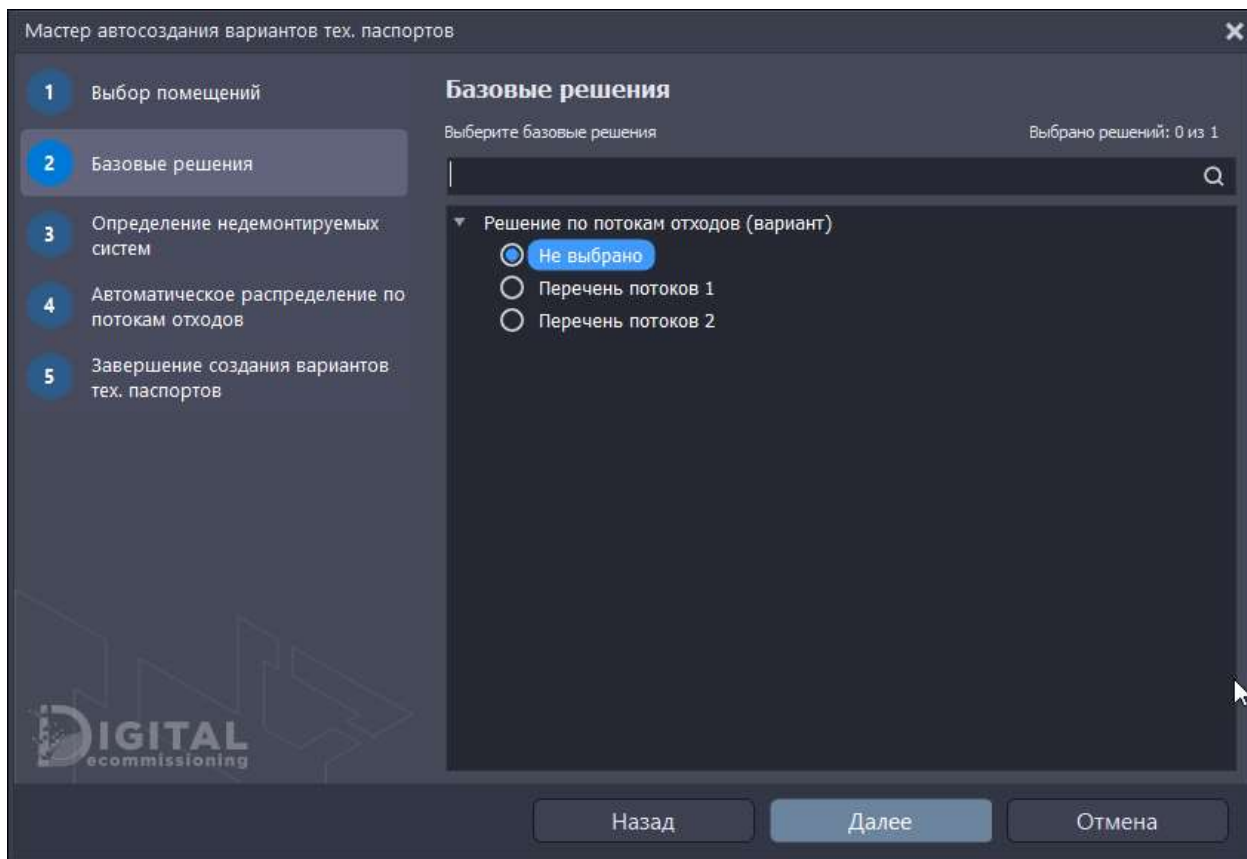 Мастер автосоздания вариантов тех. паспортов
1 Выбор помещений
2 Базовые решения
3 Определение недемонтируемых
систем
4 Автоматическое распределение по
потокам отходов
5 Завершение создания вариантов
тех. паспортов
Базовые решения
Выберите базовые решения
Выбрано решений: 0 из 1
Решение по потокам отходов (вариант)
Не выбрано
Перечень потоков 1
Перечень потоков 2
DIGITAL
ecommissioning
Назад
Далее
Отмена